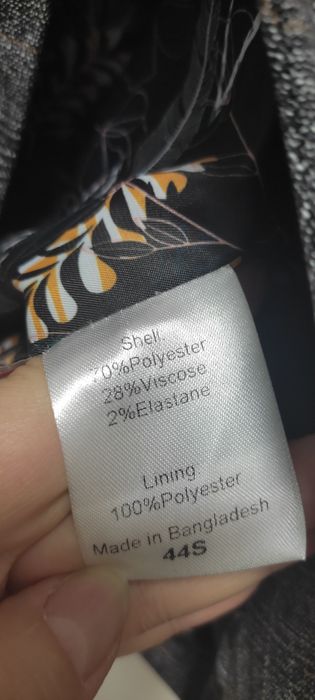 Shell
70%Polyester
28%Viscose
2%Elastane
Lining
100%Polyester
Made in Bangladesh
44S